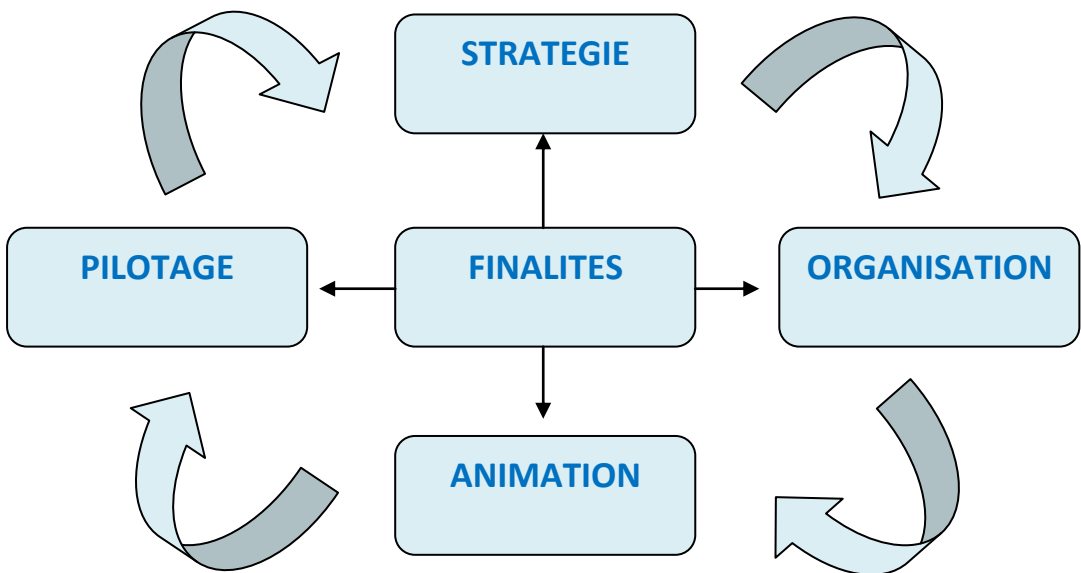 STRATEGIE
PILOTAGE
FINALITES
ORGANISATION
ANIMATION